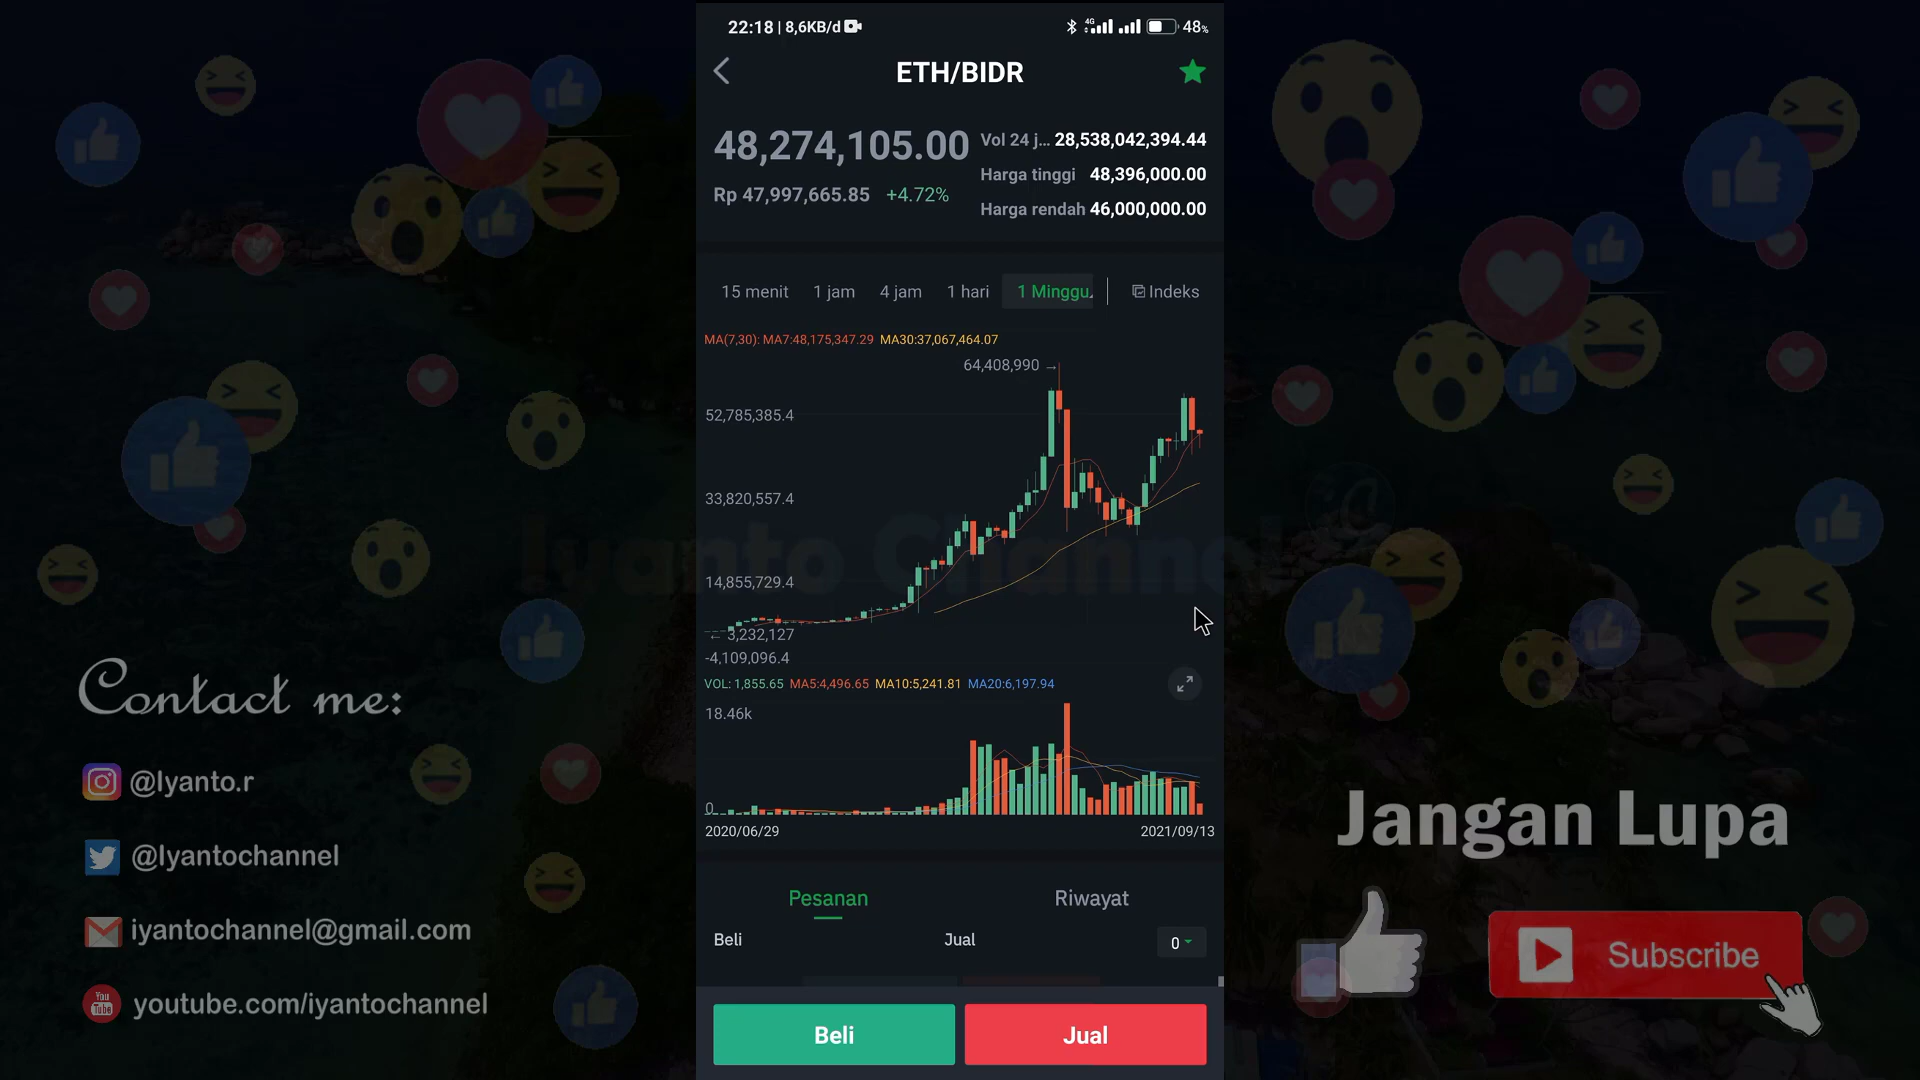 22:18 | 8,6KB/d
4G
48%
ETH/BIDR
48,274,105.00
Rp 47,997,665.85 +4.72%
Vol 24 j... 28,538,042,394.44
Harga tinggi 48,396,000.00
Harga rendah 46,000,000.00
15 menit 1 jam 4 jam 1 hari 1 Minggu Indeks
MA(7,30): MA7:48,175,347.29 MA30:37,067,464.07
64,408,990 →
52,785,385.4
33,820,557.4
Iyanto Channel
14,855,729.4
← 3,232,127
-4,109,096.4
VOL: 1,855.65 MA5:4,496.65 MA10:5,241.81 MA20:6,197.94
18.46k
0
2020/06/29 2021/09/13
Pesanan Riwayat
Beli Jual 0
Beli Jual
Contact me:
@Iyanto.r
@Iyantochannel
iyantochannel@gmail.com
You Tube youtube.com/iyantochannel
Jangan Lupa
Subscribe